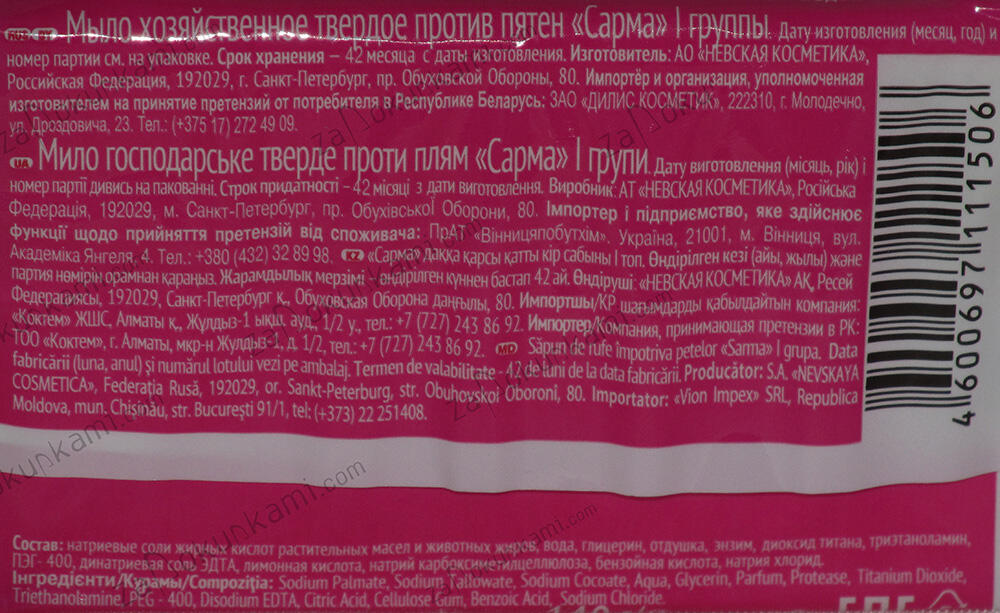 RUS BY Мыло хозяйственное твердое против пятен «Сарма» I группы. Дату изготовления (месяц, год) и
номер партии см. на упаковке. Срок хранения – 42 месяца с даты изготовления. Изготовитель: АО «НЕВСКАЯ КОСМЕТИКА»,
Российская Федерация, 192029, г. Санкт-Петербург, пр. Обуховской Обороны, 80. Импортёр и организация, уполномоченная
изготовителем на принятие претензий от потребителя в Республике Беларусь: ЗАО «ДИЛИС КОСМЕТИК», 222310, г. Молодечно,
ул. Дроздовича, 23. Тел.: (+375 17) 272 49 09.
UA Мило господарське тверде проти плям «Сарма» I групи. Дату виготовлення (місяць, рік) і
номер партії дивись на пакованні. Строк придатності – 42 місяці з дати виготовлення. Виробник: АТ «НЕВСКАЯ КОСМЕТИКА», Російська
Федерація, 192029, м. Санкт-Петербург, пр. Обухівської Оборони, 80. Імпортер і підприємство, яке здійснює
функції щодо прийняття претензій від споживача: ПрАТ «Вінницяпобутхім». Україна, 21001, м. Вінниця, вул.
Академіка Янгеля, 4. Тел.: +380 (432) 32 89 98. KZ «Сарма» даққа қарсы қатты кір сабыны I топ. Өндірілген кезі (айы, жылы) және
партия нөмірін орамнан қараңыз. Жарамдылық мерзімі - өндірілген күннен бастап 42 ай. Өндіруші: «НЕВСКАЯ КОСМЕТИКА» АҚ, Ресей
Федерациясы, 192029, Санкт-Петербург қ., Обуховская Оборона даңғылы, 80. Импортшы/ҚР шағымдарды қабылдайтын компания:
«Коктем» ЖШС, Алматы қ., Жулдыз-1 ықш. ауд., 1/2 у., тел.: +7 (727) 243 86 92. Импортер/Компания, принимающая претензии в РК:
ТОО «Коктем», г. Алматы, мкр-н Жулдыз-1, д. 1/2, тел.: +7 (727) 243 86 92. MD Săpun de rufe împotriva petelor «Sarma» I grupa. Data
fabricării (luna, anul) şi numărul lotului vezi pe ambalaj. Termen de valabilitate - 42 de luni de la data fabricării. Producător: S.A. «NEVSKAYA
COSMETICA», Federaţia Rusă, 192029, or. Sankt-Peterburg, str. Obuhovskoi Oboroni, 80. Importator: «Vion Impex» SRL, Republica
Moldova, mun. Chişinău, str. Bucureşti 91/1, tel: (+373) 22 251408.
4 600697 111506
Состав: натриевые соли жирных кислот растительных масел и животных жиров, вода, глицерин, отдушка, энзим, диоксид титана, триэтаноламин,
ПЭГ- 400, динатриевая соль ЭДТА, лимонная кислота, натрий карбоксиметилцеллюлоза, бензойная кислота, натрия хлорид.
Інгредієнти/Құрамы/Compoziţia: Sodium Palmate, Sodium Tallowate, Sodium Cocoate, Aqua, Glycerin, Parfum, Protease, Titanium Dioxide,
Triethanolamine, PEG - 400, Disodium EDTA, Citric Acid, Cellulose Gum, Benzoic Acid, Sodium Chloride.
zaPokupkami.com